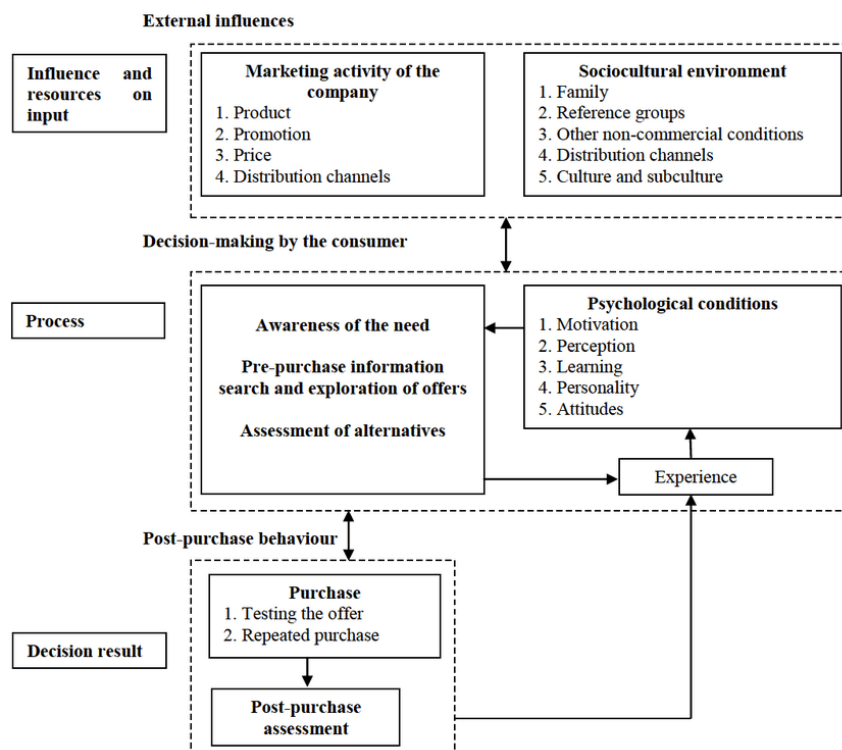 External influences
Influence and
resources on
input
Marketing activity of the
company
1. Product
2. Promotion
3. Price
4. Distribution channels
Sociocultural environment
1. Family
2. Reference groups
3. Other non-commercial conditions
4. Distribution channels
5. Culture and subculture
Decision-making by the consumer
Process
Awareness of the need
Pre-purchase information
search and exploration of offers
Assessment of alternatives
Psychological conditions
1. Motivation
2. Perception
3. Learning
4. Personality
5. Attitudes
Experience
Post-purchase behaviour
Decision result
Purchase
1. Testing the offer
2. Repeated purchase
Post-purchase
assessment